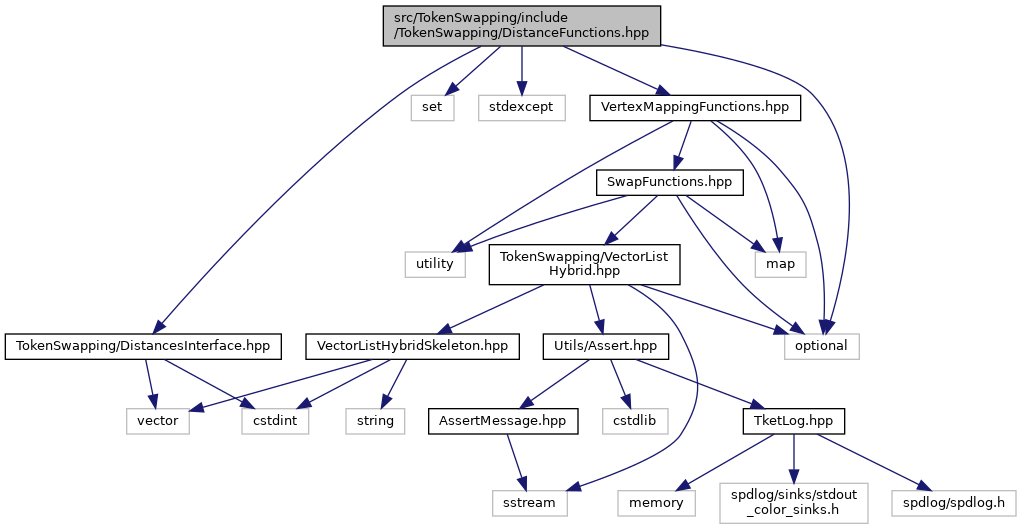 src/TokenSwapping/include
/TokenSwapping/DistanceFunctions.hpp
set
stdexcept
VertexMappingFunctions.hpp
SwapFunctions.hpp
utility
TokenSwapping/VectorList
Hybrid.hpp
map
TokenSwapping/DistancesInterface.hpp
VectorListHybridSkeleton.hpp
Utils/Assert.hpp
optional
vector
cstdint
string
AssertMessage.hpp
cstdlib
TketLog.hpp
sstream
memory
spdlog/sinks/stdout
_color_sinks.h
spdlog/spdlog.h